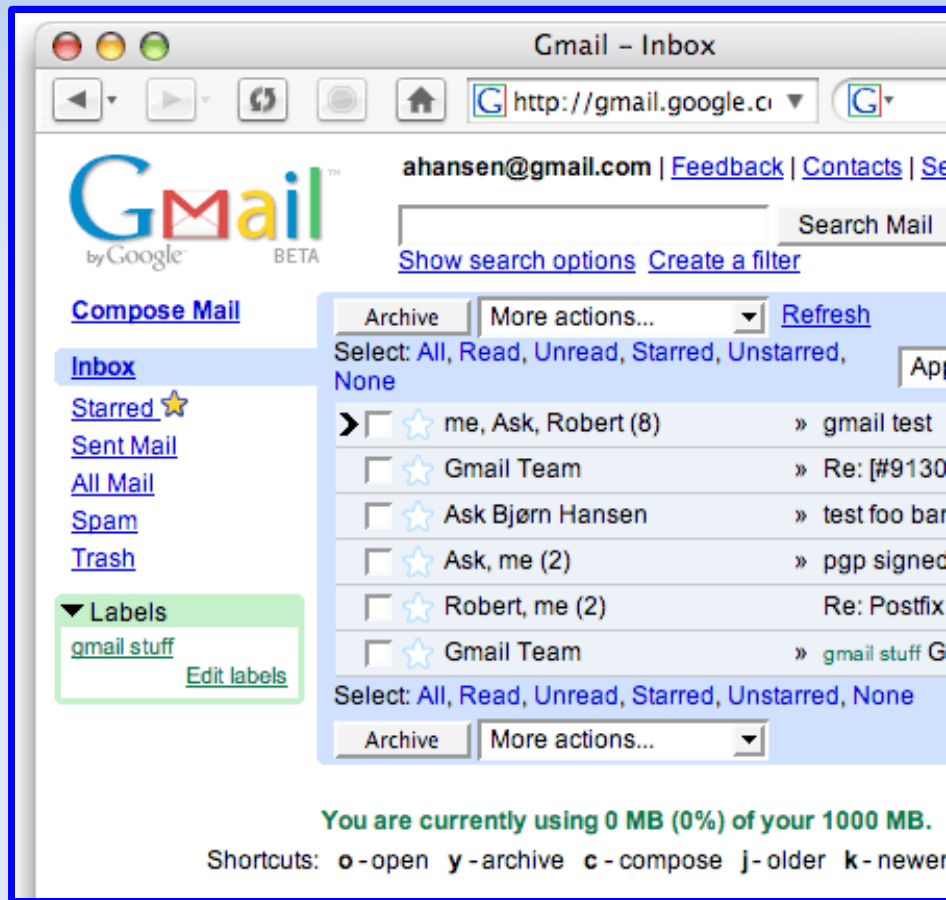 Gmail – Inbox
http://gmail.google.c
G
Gmail ™
by Google BETA
ahansen@gmail.com | Feedback | Contacts | Se
Search Mail
Show search options Create a filter
Compose Mail
Inbox
Starred
Sent Mail
All Mail
Spam
Trash
Labels
gmail stuff
Edit labels
Archive More actions... Refresh
Select: All, Read, Unread, Starred, Unstarred,
None
App
me, Ask, Robert (8) » gmail test
Gmail Team » Re: [#9130
Ask Bjørn Hansen » test foo bar
Ask, me (2) » pgp signed
Robert, me (2) Re: Postfix
Gmail Team » gmail stuff G
Select: All, Read, Unread, Starred, Unstarred, None
Archive More actions...
You are currently using 0 MB (0%) of your 1000 MB.
Shortcuts: o - open y - archive c - compose j - older k - newer